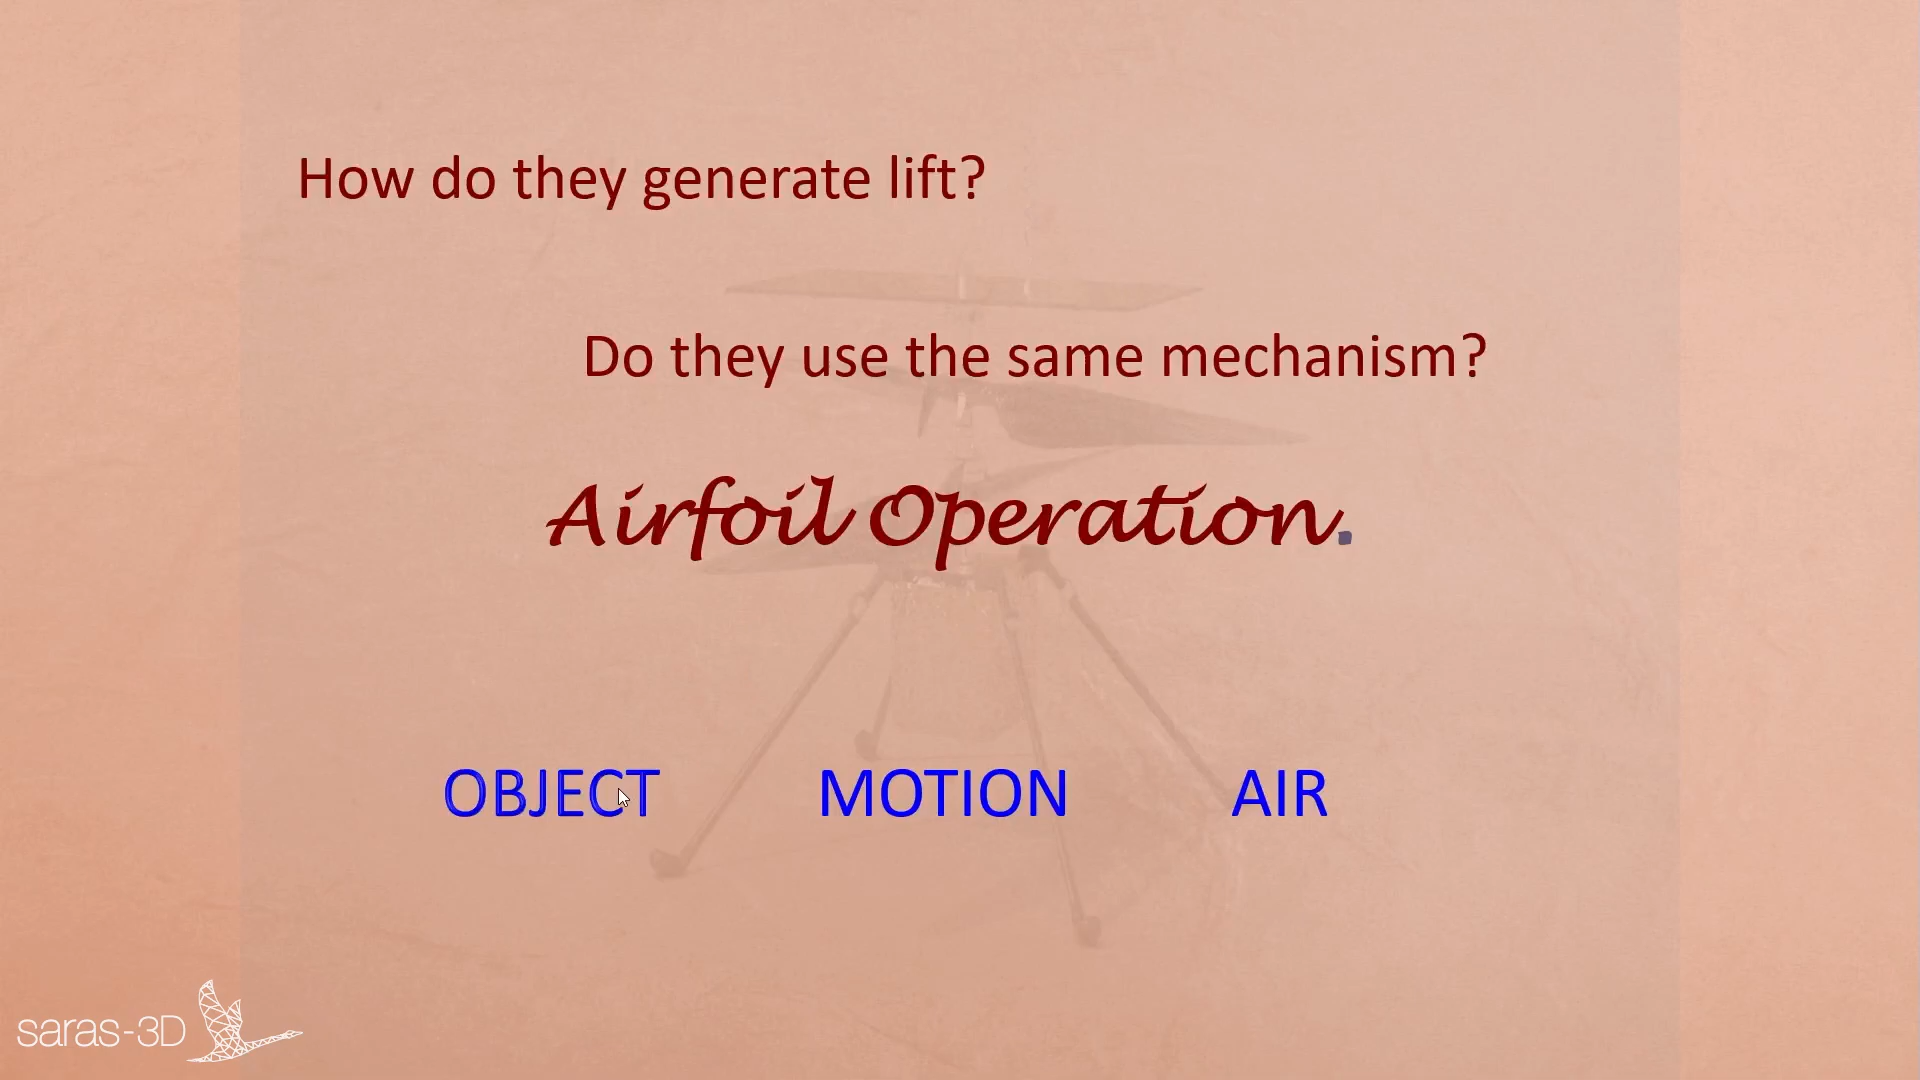 How do they generate lift?
Do they use the same mechanism?
Airfoil Operation.
OBJECT MOTION AIR
saras-3D